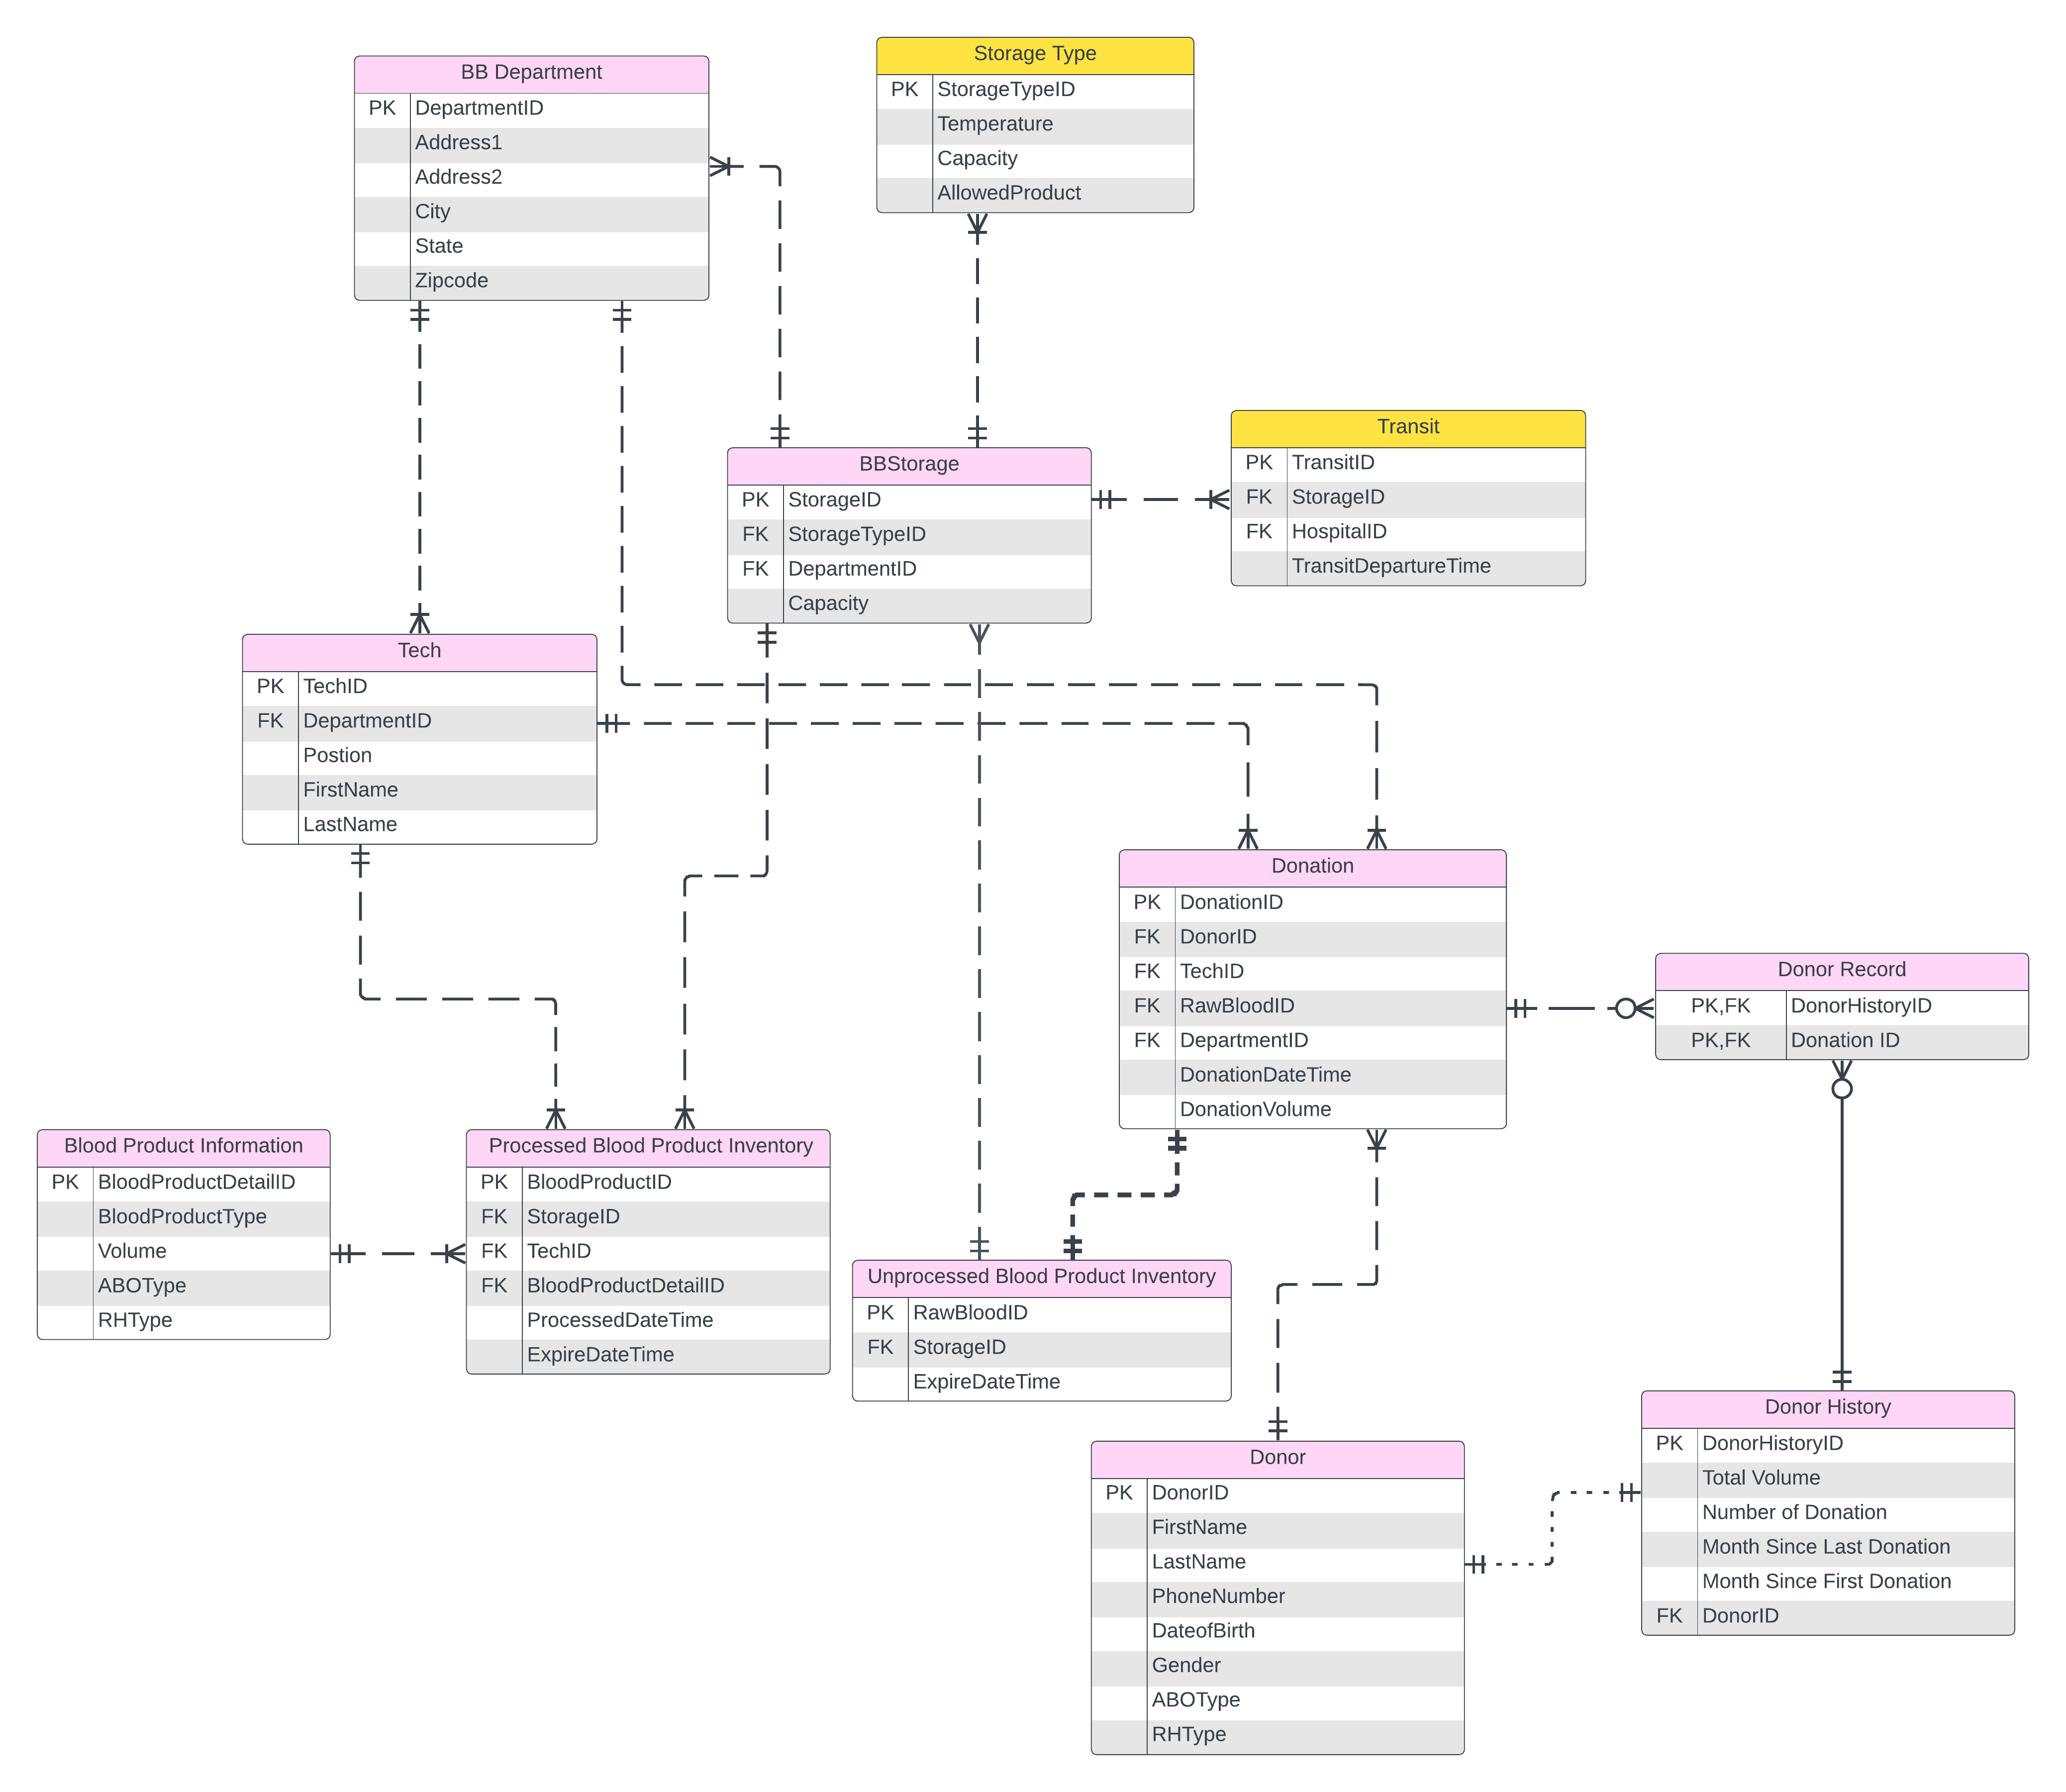 BB Department
PK DepartmentID
Address1
Address2
City
State
Zipcode
Storage Type
PK StorageTypeID
Temperature
Capacity
AllowedProduct
BBStorage
PK StorageID
FK StorageTypeID
FK DepartmentID
Capacity
Transit
PK TransitID
FK StorageID
FK HospitalID
TransitDepartureTime
Tech
PK TechID
FK DepartmentID
Postion
FirstName
LastName
Donation
PK DonationID
FK DonorID
FK TechID
FK RawBloodID
FK DepartmentID
DonationDateTime
DonationVolume
Donor Record
PK,FK DonorHistoryID
PK,FK Donation ID
Blood Product Information
PK BloodProductDetailID
BloodProductType
Volume
ABOType
RHType
Processed Blood Product Inventory
PK BloodProductID
FK StorageID
FK TechID
FK BloodProductDetailID
ProcessedDateTime
ExpireDateTime
Unprocessed Blood Product Inventory
PK RawBloodID
FK StorageID
ExpireDateTime
Donor
PK DonorID
FirstName
LastName
PhoneNumber
DateofBirth
Gender
ABOType
RHType
Donor History
PK DonorHistoryID
Total Volume
Number of Donation
Month Since Last Donation
Month Since First Donation
FK DonorID